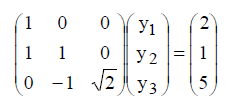 1 0 0 y₁ 2
1 1 0 y₂ = 1
0 −1 √2 y₃ 5